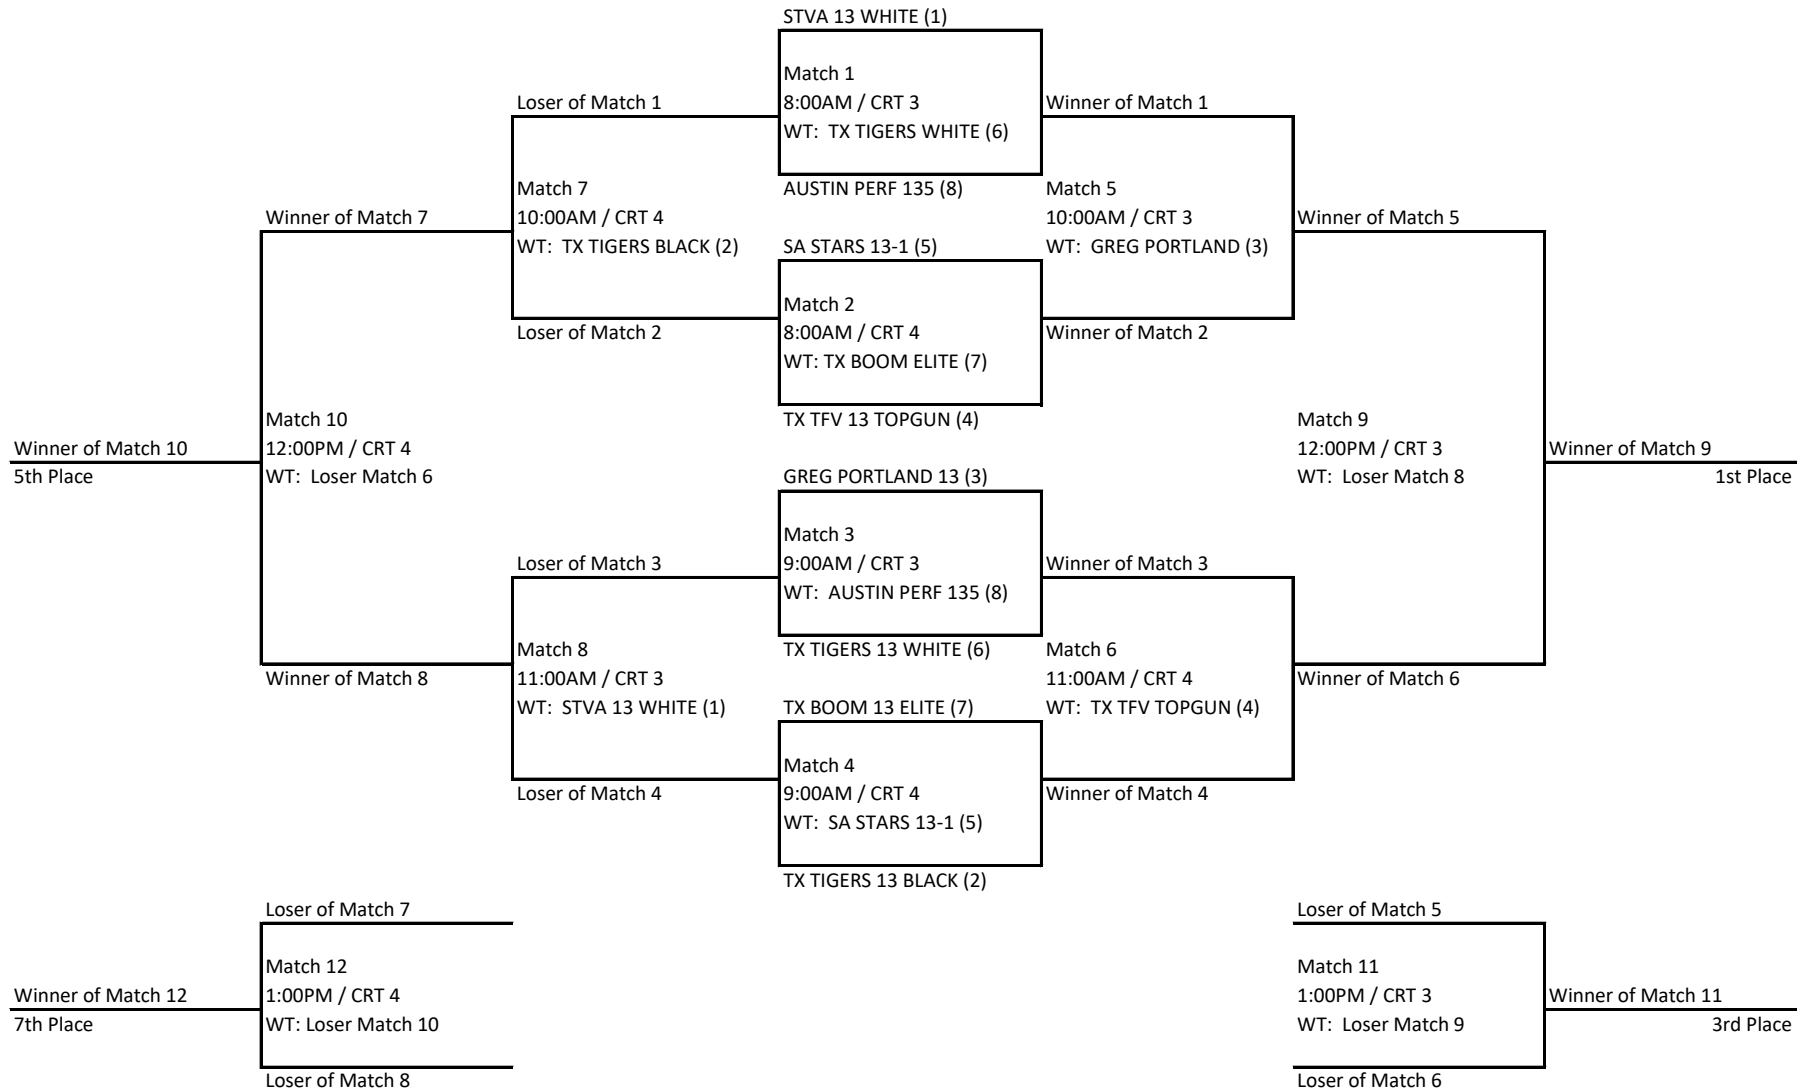 STVA 13 WHITE (1)
Match 1
Loser of Match 1
8:00AM / CRT 3
Winner of Match 1
WT:  TX TIGERS WHITE (6)
Match 7
AUSTIN PERF 135 (8)
Match 5
Winner of Match 7
10:00AM / CRT 4
10:00AM / CRT 3
Winner of Match 5
WT:  TX TIGERS BLACK (2)
SA STARS 13-1 (5)
WT:  GREG PORTLAND (3)
Match 2
Loser of Match 2
8:00AM / CRT 4
Winner of Match 2
WT: TX BOOM ELITE (7)
Match 10
TX TFV 13 TOPGUN (4)
Match 9
Winner of Match 10
12:00PM / CRT 4
12:00PM / CRT 3
Winner of Match 9
5th Place
WT:  Loser Match 6
GREG PORTLAND 13 (3)
WT:  Loser Match 8
1st Place
Match 3
Loser of Match 3
9:00AM / CRT 3
Winner of Match 3
WT:  AUSTIN PERF 135 (8)
Match 8
TX TIGERS 13 WHITE (6)
Match 6
Winner of Match 8
11:00AM / CRT 3
11:00AM / CRT 4
Winner of Match 6
WT:  STVA 13 WHITE (1)
TX BOOM 13 ELITE (7)
WT:  TX TFV TOPGUN (4)
Match 4
Loser of Match 4
9:00AM / CRT 4
Winner of Match 4
WT:  SA STARS 13-1 (5)
TX TIGERS 13 BLACK (2)
Loser of Match 7
Loser of Match 5
Match 12
Match 11
Winner of Match 12
1:00PM / CRT 4
1:00PM / CRT 3
Winner of Match 11
7th Place
WT: Loser Match 10
WT:  Loser Match 9
3rd Place
Loser of Match 8
Loser of Match 6